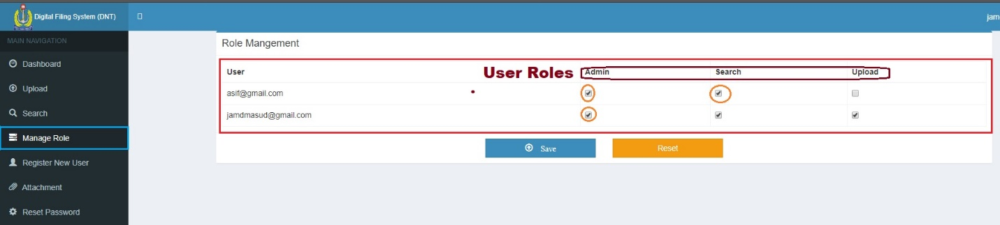 Digital Filing System (DNT)
jam
MAIN NAVIGATION
Dashboard
Upload
Search
Manage Role
Register New User
Attachment
Reset Password
Role Mangement
User User Roles Admin Search Upload
asif@gmail.com
jamdmasud@gmail.com
Save Reset